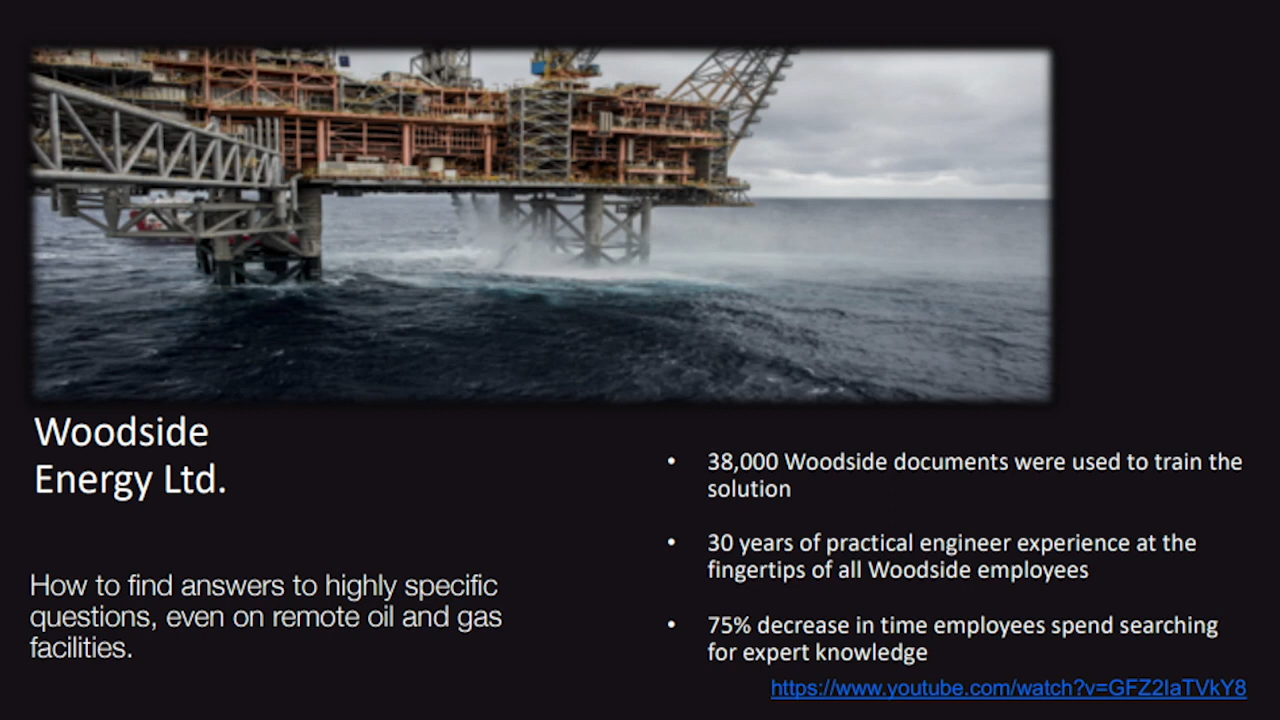 Woodside
Energy Ltd.
How to find answers to highly specific
questions, even on remote oil and gas
facilities.
• 38,000 Woodside documents were used to train the
solution
• 30 years of practical engineer experience at the
fingertips of all Woodside employees
• 75% decrease in time employees spend searching
for expert knowledge
https://www.youtube.com/watch?v=GFZ2IaTVkY8